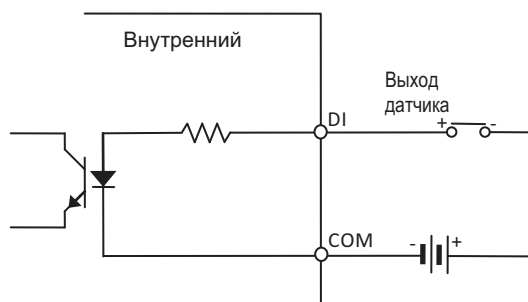 Внутренний
Выход
датчика
DI
+ -
COM
- +